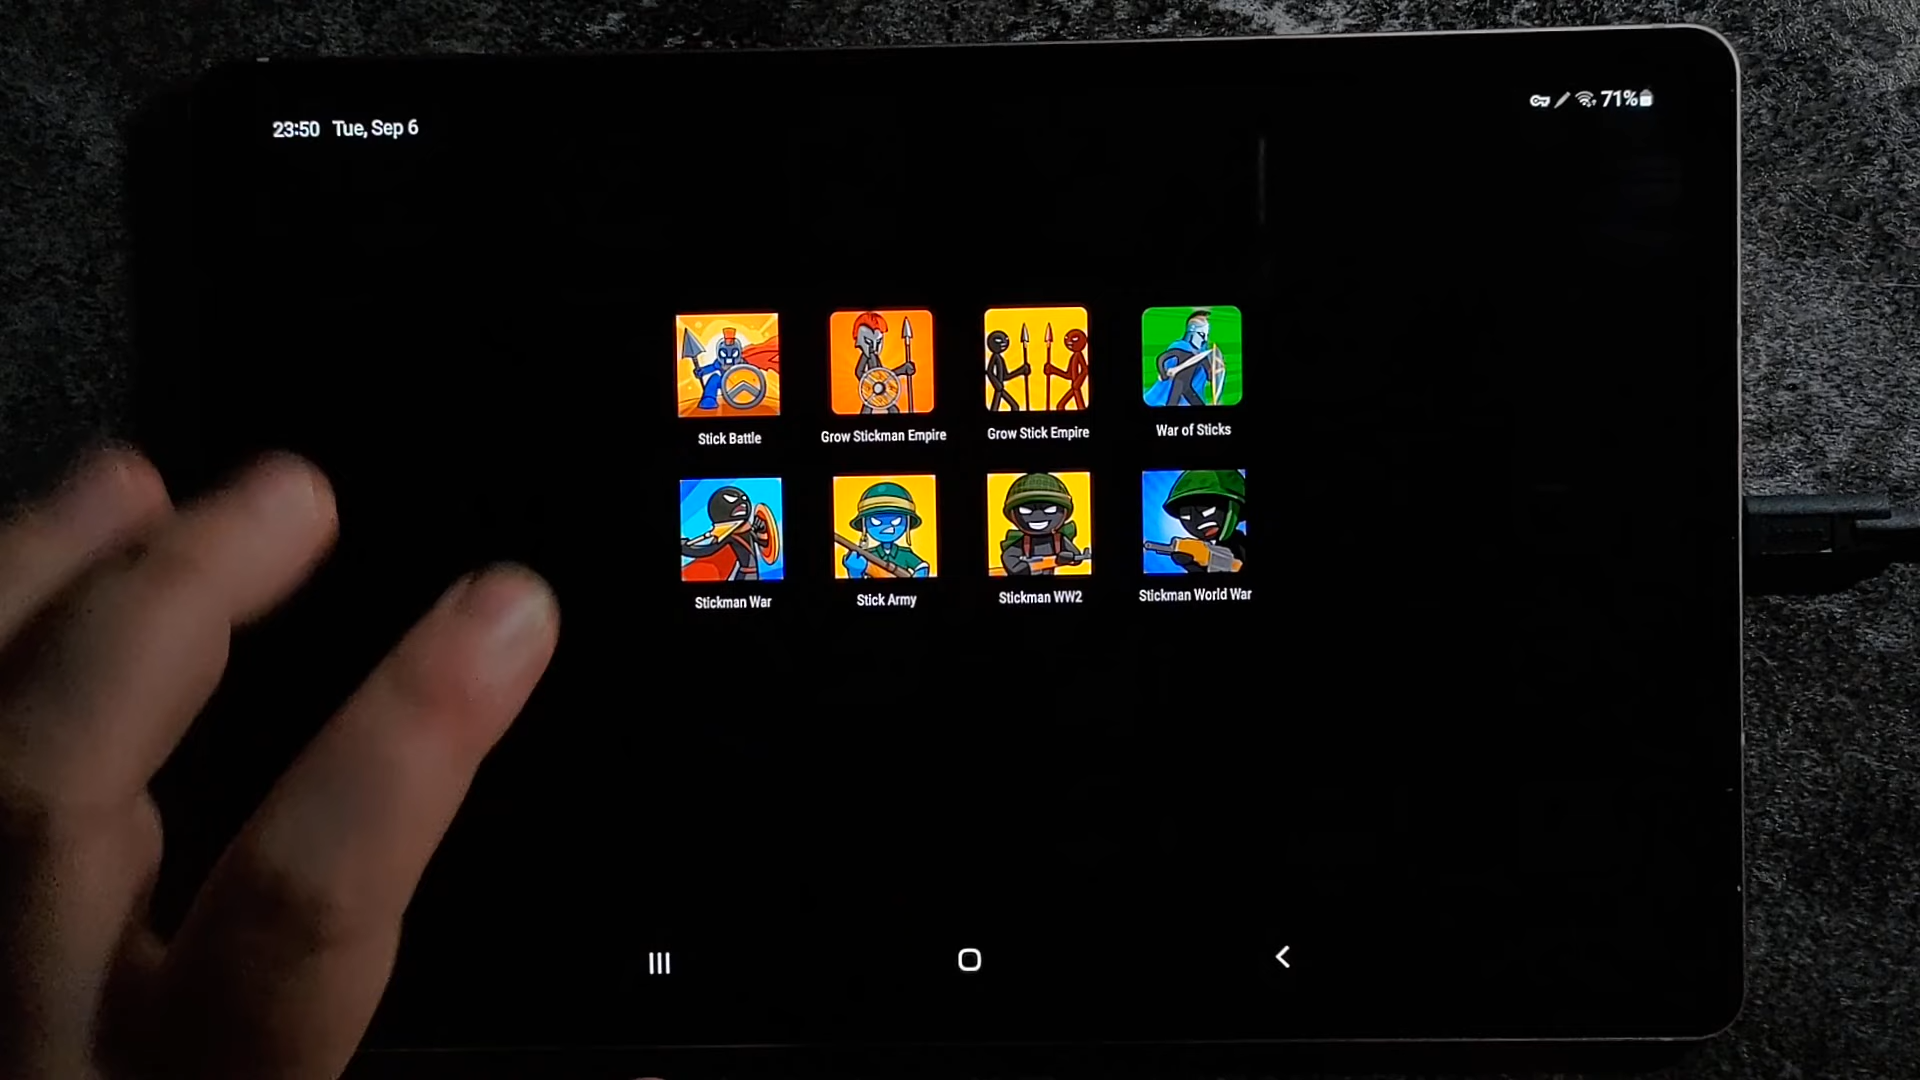 23:50 Tue, Sep 6
71%
Stick Battle
Grow Stickman Empire
Grow Stick Empire
War of Sticks
Stickman War
Stick Army
Stickman WW2
Stickman World War